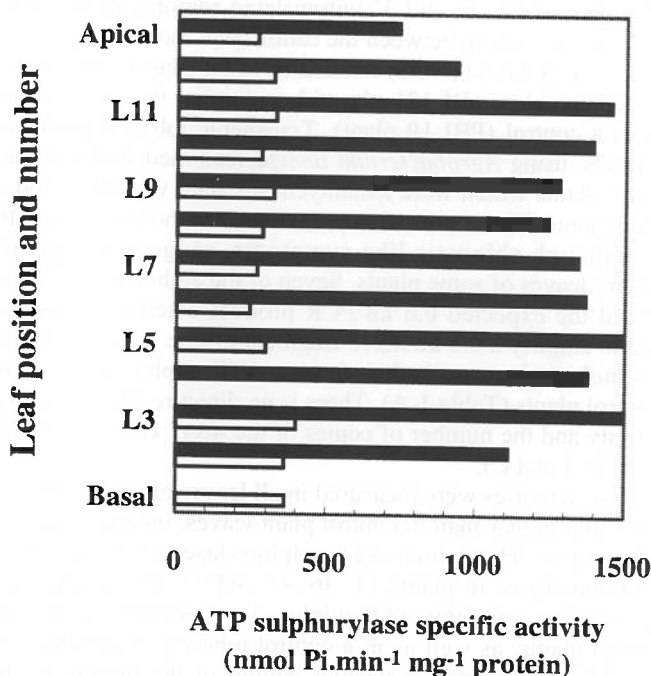 Apical
L11
L9
L7
L5
L3
Basal
Leaf position and number
0 500 1000 1500
ATP sulphurylase specific activity
(nmol Pi.min-1 mg-1 protein)